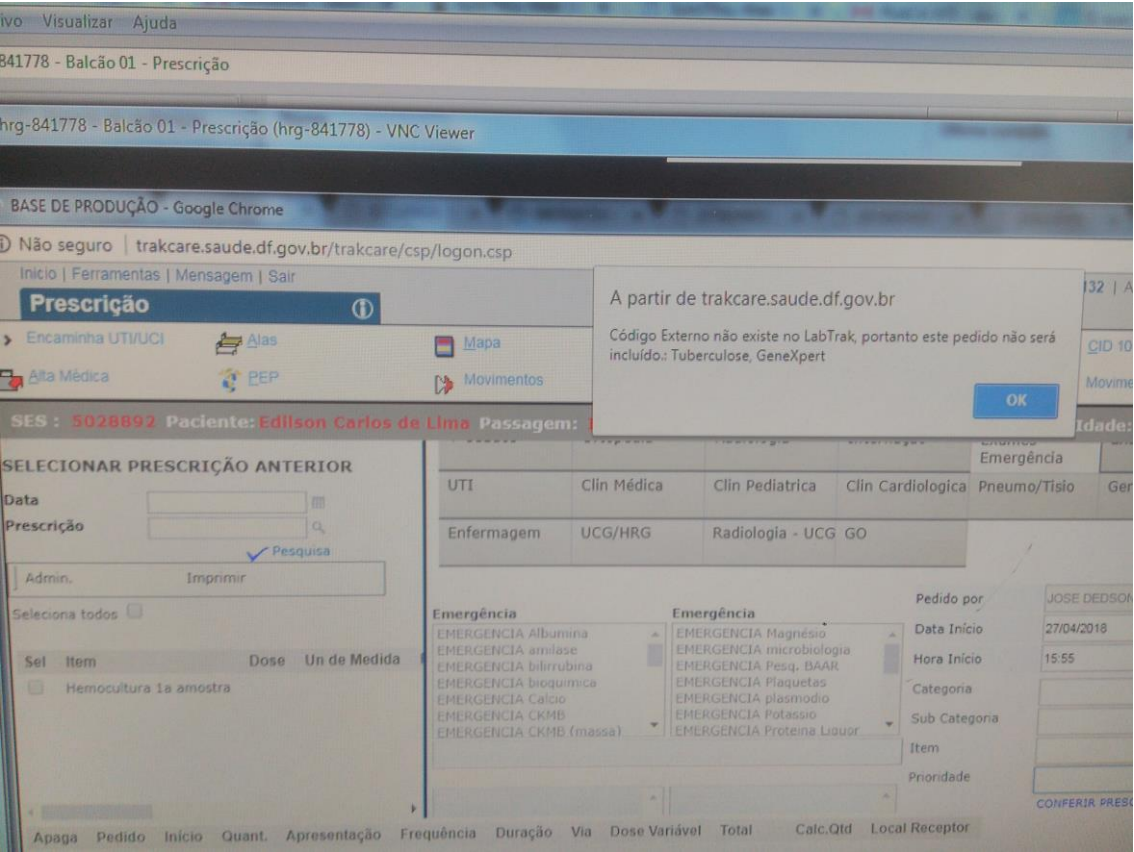 ivo Visualizar Ajuda
841778 - Balcão 01 - Prescrição
hrg-841778 - Balcão 01 - Prescrição (hrg-841778) - VNC Viewer
BASE DE PRODUÇÃO - Google Chrome
Não seguro | trakcare.saude.df.gov.br/trakcare/csp/logon.csp
Inicio | Ferramentas | Mensagem | Sair
Prescrição
A partir de trakcare.saude.df.gov.br
Código Externo não existe no LabTrak, portanto este pedido não será
incluído.: Tuberculose, GeneXpert
OK
Encaminha UTI/UCI Alas Mapa CID 10
Alta Médica PEP Movimentos Movime
SES : 5028892 Paciente: Edilson Carlos de Lima Passagem: Idade:
SELECIONAR PRESCRIÇÃO ANTERIOR
Data
Prescrição
Pesquisa
Admin. Imprimir
Seleciona todos
Sel Item Dose Un de Medida
Hemocultura 1a amostra
Emergência
UTI Clin Médica Clin Pediatrica Clin Cardiologica Pneumo/Tisio Ger
Enfermagem UCG/HRG Radiologia - UCG GO
Emergência
EMERGENCIA Albumina
EMERGENCIA amilase
EMERGENCIA bilirrubina
EMERGENCIA bioquimica
EMERGENCIA Calcio
EMERGENCIA CKMB
EMERGENCIA CKMB (massa)
Emergência
EMERGENCIA Magnésio
EMERGENCIA microbiologia
EMERGENCIA Pesq. BAAR
EMERGENCIA Plaquetas
EMERGENCIA plasmodio
EMERGENCIA Potassio
EMERGENCIA Proteina Liquor
Pedido por JOSE DEDSON
Data Início 27/04/2018
Hora Início 15:55
Categoria
Sub Categoria
Item
Prioridade
CONFERIR PRESC
Apaga Pedido Início Quant. Apresentação Frequência Duração Via Dose Variável Total Calc.Qtd Local Receptor